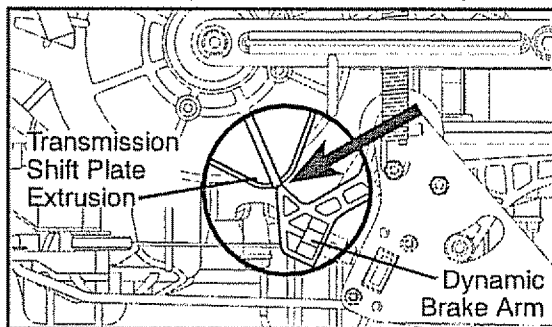 Transmission
Shift Plate
Extrusion
Dynamic
Brake Arm